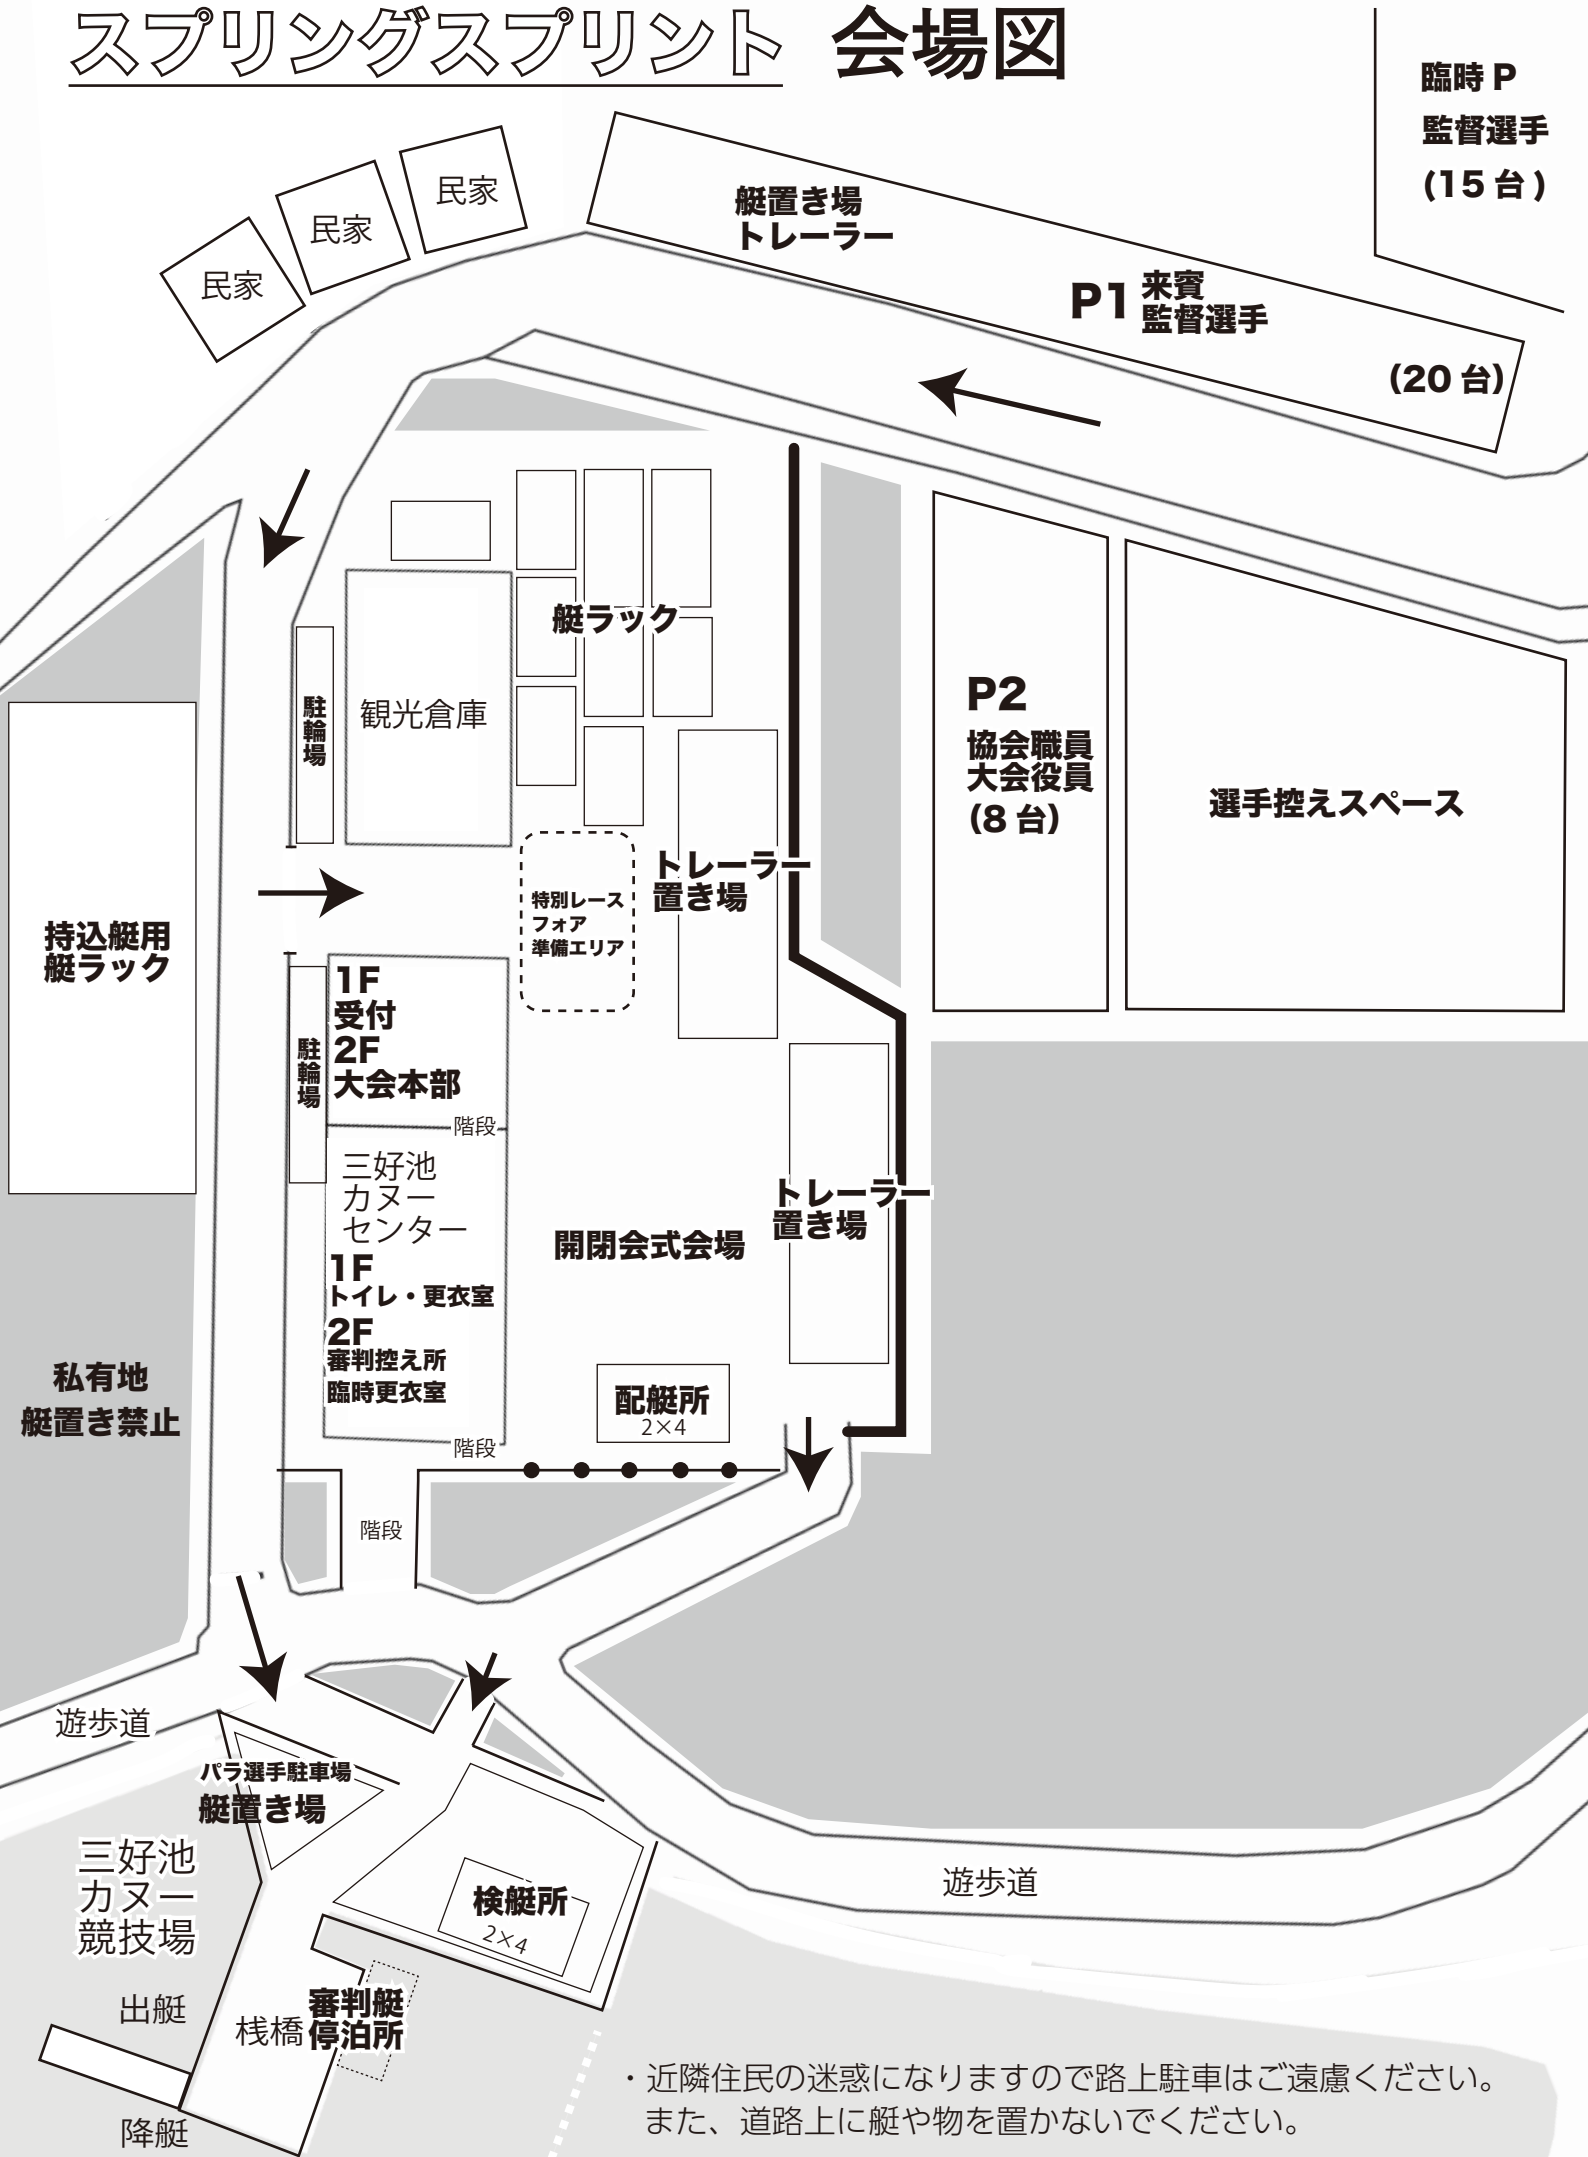 スプリングスプリント 会場図
臨時 P
監督選手
(15 台 )
民家
民家
民家
艇置き場
トレーラー
P1 来賓
監督選手
(20 台)
艇ラック
観光倉庫
駐輪場
P2
協会職員
大会役員
(8 台)
選手控えスペース
トレーラー
置き場
特別レース
フォア
準備エリア
持込艇用
艇ラック
1F
受付
2F
大会本部
駐輪場
階段
三好池
カヌー
センター
1F
トイレ・更衣室
2F
審判控え所
臨時更衣室
階段
開閉会式会場
トレーラー
置き場
配艇所
2×4
私有地
艇置き禁止
階段
遊歩道
パラ選手駐車場
艇置き場
三好池
カヌー
競技場
検艇所
2×4
遊歩道
出艇
桟橋
審判艇
停泊所
降艇
・近隣住民の迷惑になりますので路上駐車はご遠慮ください。
また、道路上に艇や物を置かないでください。